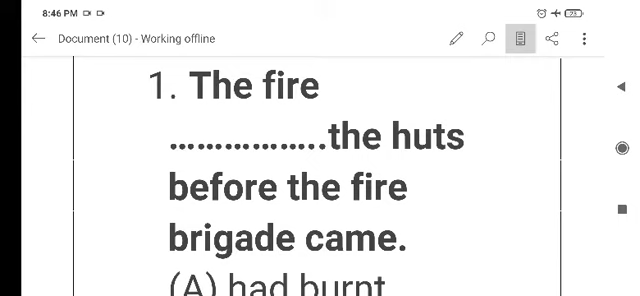 8:46 PM
23
Document (10) - Working offline
1. The fire
.................the huts
before the fire
brigade came.
(A) had burnt